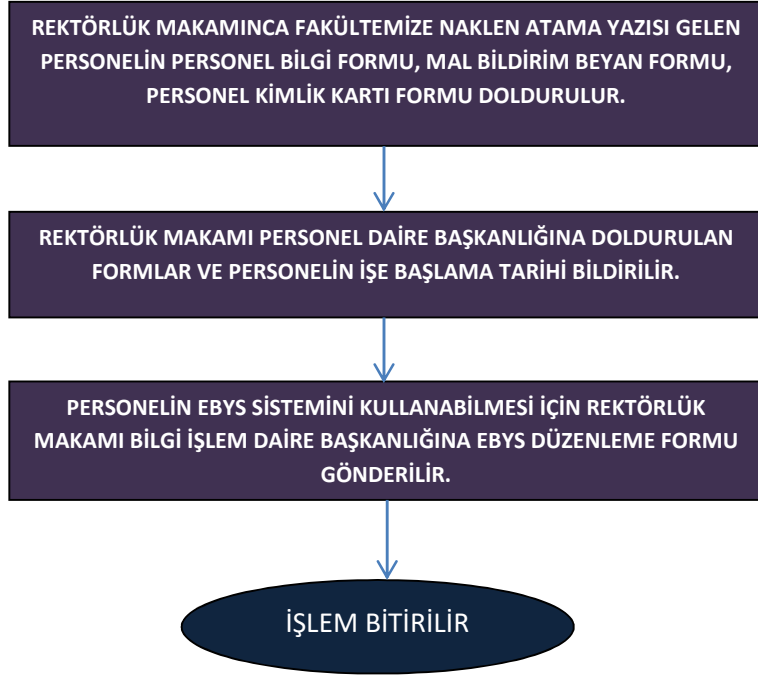 REKTÖRLÜK MAKAMINCA FAKÜLTEMİZE NAKLEN ATAMA YAZISI GELEN
PERSONELİN PERSONEL BİLGİ FORMU, MAL BİLDİRİM BEYAN FORMU,
PERSONEL KİMLİK KARTI FORMU DOLDURULUR.
REKTÖRLÜK MAKAMI PERSONEL DAİRE BAŞKANLIĞINA DOLDURULAN
FORMLAR VE PERSONELİN İŞE BAŞLAMA TARİHİ BİLDİRİLİR.
PERSONELİN EBYS SİSTEMİNİ KULLANABİLMESİ İÇİN REKTÖRLÜK
MAKAMI BİLGİ İŞLEM DAİRE BAŞKANLIĞINA EBYS DÜZENLEME FORMU
GÖNDERİLİR.
İŞLEM BİTİRİLİR